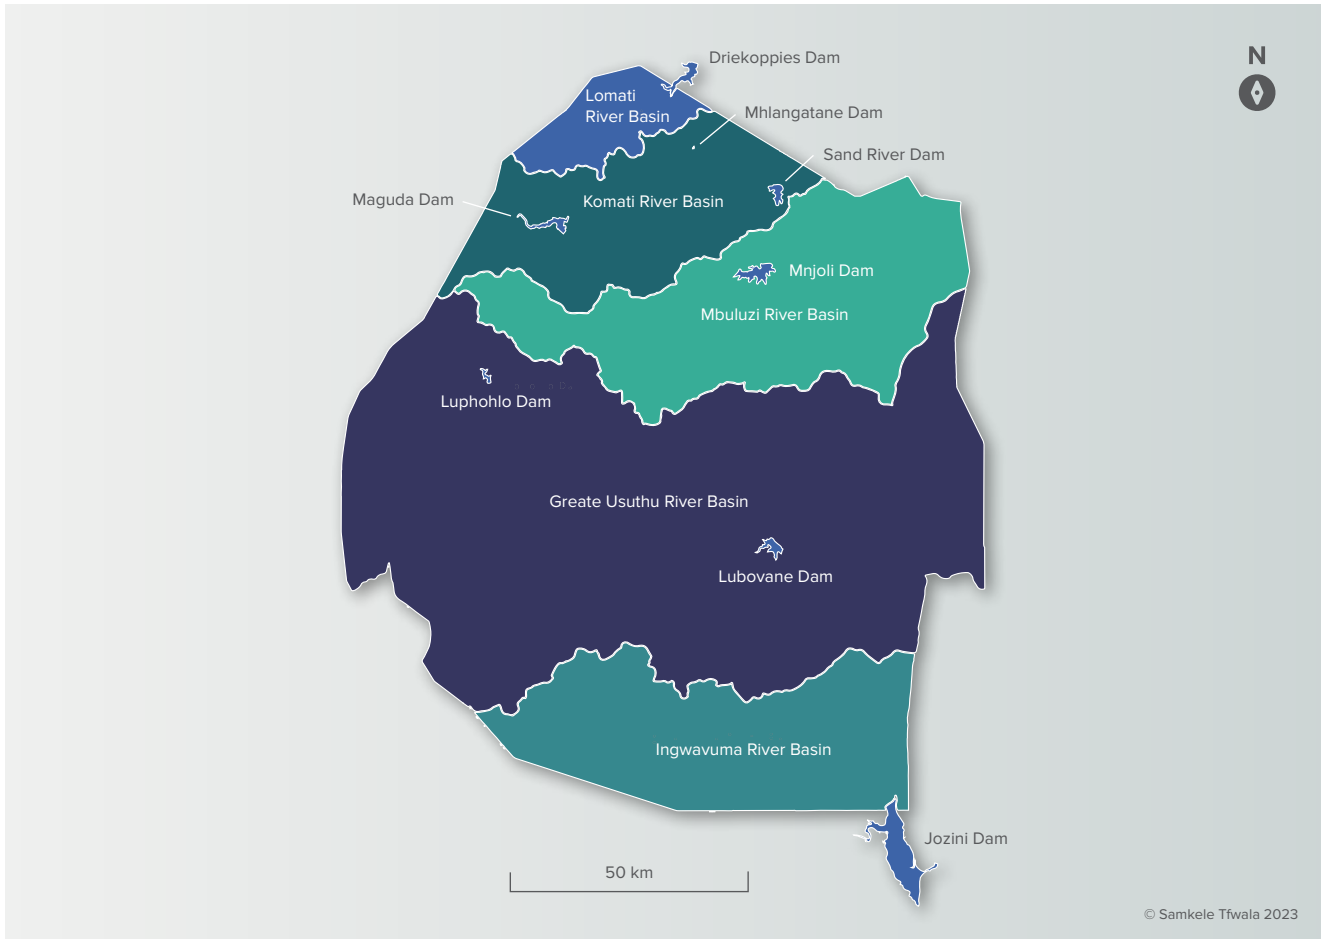 Driekoppies Dam
N
Lomati
River Basin
Mhlangatane Dam
Sand River Dam
Maguda Dam
Komati River Basin
Mnjoli Dam
Mbuluzi River Basin
Luphohlo Dam
Greate Usuthu River Basin
Lubovane Dam
Ingwavuma River Basin
Jozini Dam
50 km
© Samkele Tfwala 2023